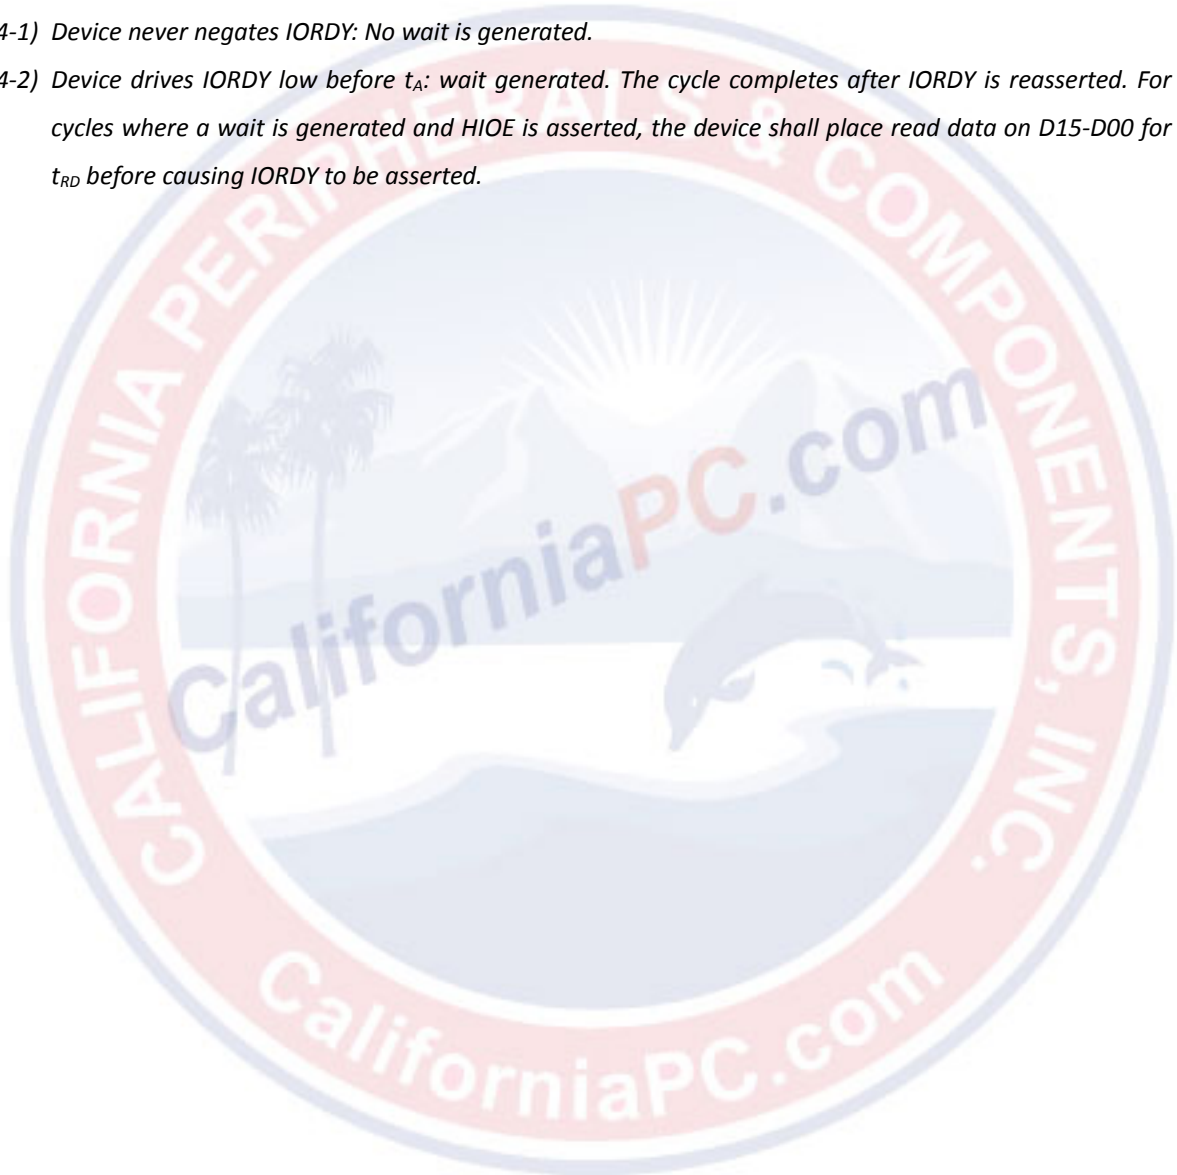 4-1) Device never negates IORDY: No wait is generated.
4-2) Device drives IORDY low before tA: wait generated. The cycle completes after IORDY is reasserted. For
cycles where a wait is generated and HIOE is asserted, the device shall place read data on D15-D00 for
tRD before causing IORDY to be asserted.
CALIFORNIA PERIPHERALS & COMPONENTS, INC.
CaliforniaPC.com
CaliforniaPC.com